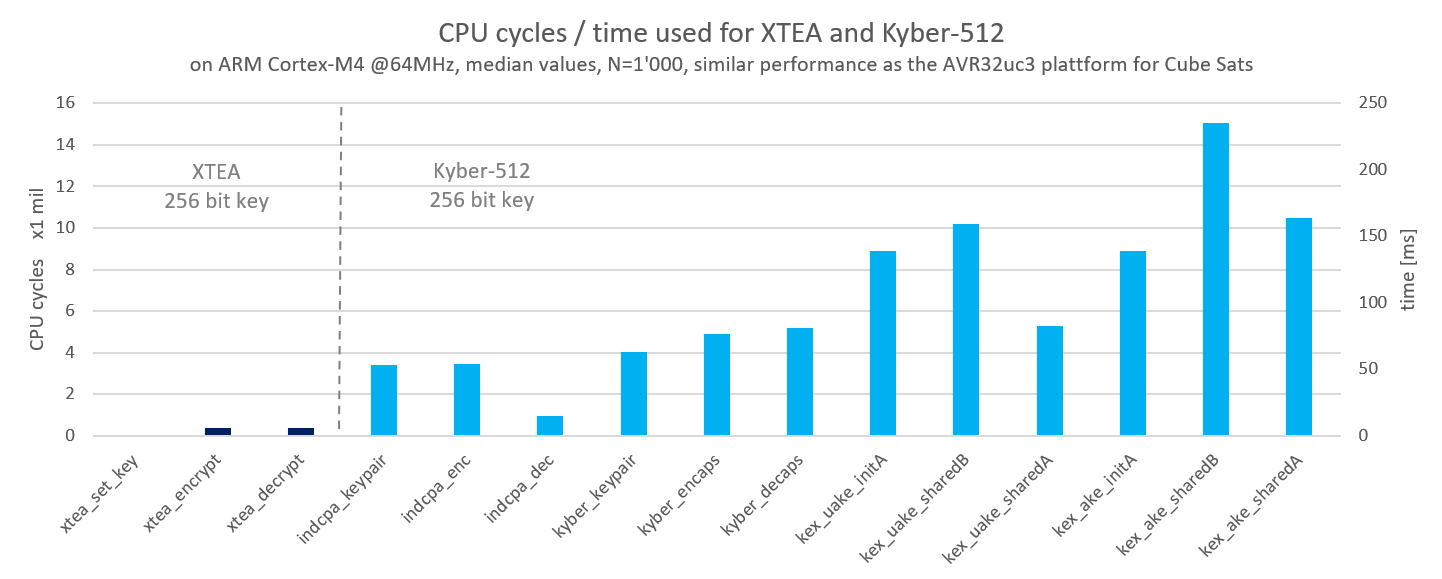 CPU cycles / time used for XTEA and Kyber-512
on ARM Cortex-M4 @64MHz, median values, N=1'000, similar performance as the AVR32uc3 plattform for Cube Sats
CPU cycles x1 mil
16
14
12
10
8
6
4
2
0
XTEA
256 bit key
Kyber-512
256 bit key
250
200
150
100
50
0
time [ms]
xtea_set_key
xtea_encrypt
xtea_decrypt
indcpa_keypair
indcpa_enc
indcpa_dec
kyber_keypair
kyber_encaps
kyber_decaps
kex_uake_initA
kex_uake_sharedB
kex_uake_sharedA
kex_ake_initA
kex_ake_sharedB
kex_ake_sharedA